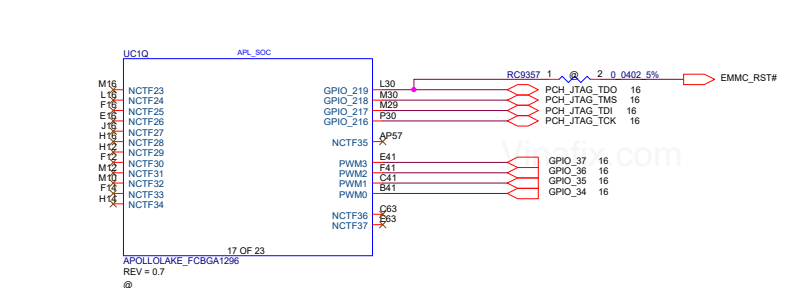 UC1Q
APL_SOC
RC9357 1 @ 2 0_0402_5%
EMMC_RST#
M16 NCTF23
L16 NCTF24
F16 NCTF25
E16 NCTF26
J16 NCTF27
H16 NCTF28
H12 NCTF29
F12 NCTF30
M12 NCTF31
M10 NCTF32
F14 NCTF33
H14 NCTF34
GPIO_219 L30 PCH_JTAG_TDO 16
GPIO_218 M30 PCH_JTAG_TMS 16
GPIO_217 M29 PCH_JTAG_TDI 16
GPIO_216 P30 PCH_JTAG_TCK 16
NCTF35 AP57
PWM3 E41 GPIO_37 16
PWM2 F41 GPIO_36 16
PWM1 C41 GPIO_35 16
PWM0 B41 GPIO_34 16
NCTF36 C63
NCTF37 E63
Vinafix.com
17 OF 23
APOLLOLAKE_FCBGA1296
REV = 0.7
@